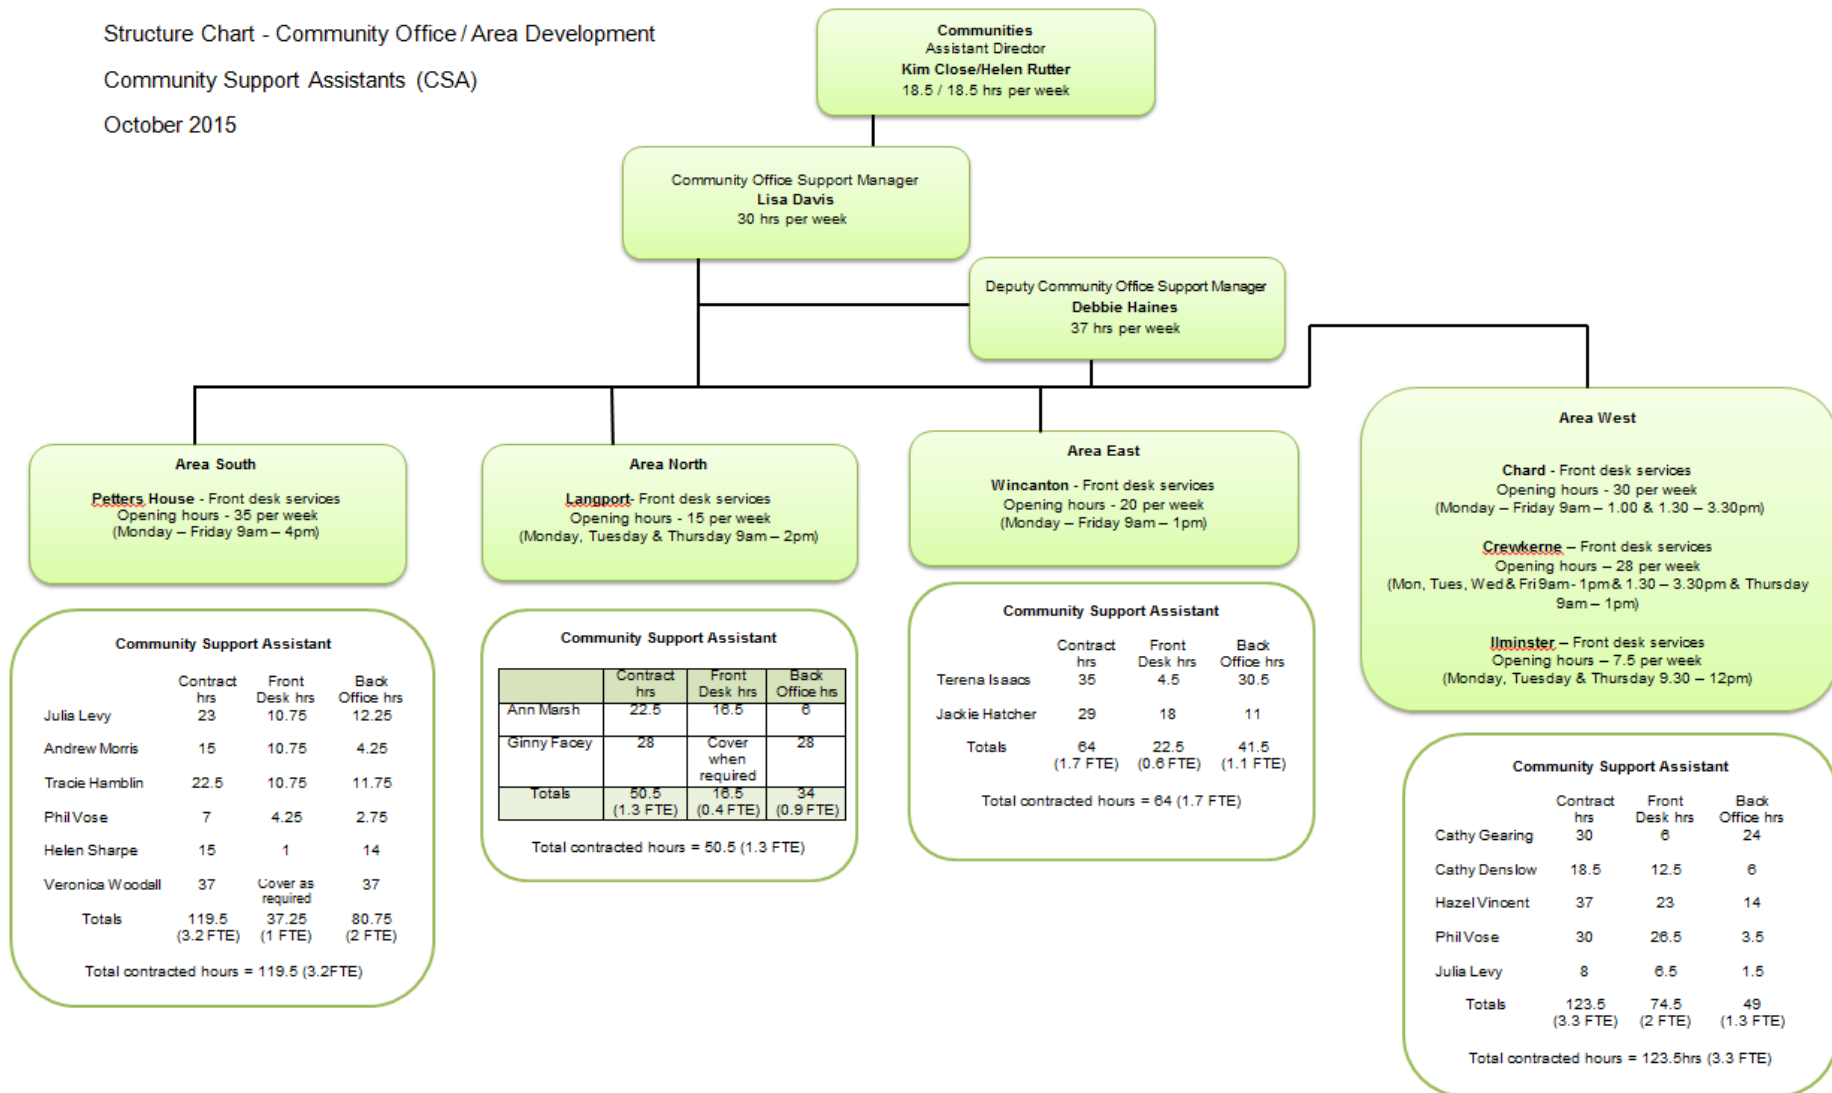 Structure Chart - Community Office / Area Development
Community Support Assistants (CSA)
October 2015
Communities
Assistant Director
Kim Close/Helen Rutter
18.5 / 18.5 hrs per week
Community Office Support Manager
Lisa Davis
30 hrs per week
Deputy Community Office Support Manager
Debbie Haines
37 hrs per week
Area South
Petters House - Front desk services
Opening hours - 35 per week
(Monday – Friday 9am – 4pm)
Area North
Langport- Front desk services
Opening hours - 15 per week
(Monday, Tuesday & Thursday 9am – 2pm)
Area East
Wincanton - Front desk services
Opening hours - 20 per week
(Monday – Friday 9am – 1pm)
Area West
Chard - Front desk services
Opening hours - 30 per week
(Monday – Friday 9am – 1.00 & 1.30 – 3.30pm)
Crewkerne – Front desk services
Opening hours – 28 per week
(Mon, Tues, Wed & Fri 9am - 1pm & 1.30 – 3.30pm & Thursday
9am – 1pm)
Ilminster – Front desk services
Opening hours – 7.5 per week
(Monday, Tuesday & Thursday 9.30 – 12pm)
Community Support Assistant
Contract Front Back
hrs Desk hrs Office hrs
Julia Levy 23 10.75 12.25
Andrew Morris 15 10.75 4.25
Tracie Hamblin 22.5 10.75 11.75
Phil Vose 7 4.25 2.75
Helen Sharpe 15 1 14
Veronica Woodall 37 Cover as 37
required
Totals 119.5 37.25 80.75
(3.2 FTE) (1 FTE) (2 FTE)
Total contracted hours = 119.5 (3.2FTE)
Community Support Assistant
Contract Front Back
hrs Desk hrs Office hrs
Ann Marsh 22.5 16.5 6
Ginny Facey 28 Cover 28
when
required
Totals 50.5 16.5 34
(1.3 FTE) (0.4 FTE) (0.9 FTE)
Total contracted hours = 50.5 (1.3 FTE)
Community Support Assistant
Contract Front Back
hrs Desk hrs Office hrs
Terena Isaacs 35 4.5 30.5
Jackie Hatcher 29 18 11
Totals 64 22.5 41.5
(1.7 FTE) (0.6 FTE) (1.1 FTE)
Total contracted hours = 64 (1.7 FTE)
Community Support Assistant
Contract Front Back
hrs Desk hrs Office hrs
Cathy Gearing 30 6 24
Cathy Denslow 18.5 12.5 6
Hazel Vincent 37 23 14
Phil Vose 30 26.5 3.5
Julia Levy 8 6.5 1.5
Totals 123.5 74.5 49
(3.3 FTE) (2 FTE) (1.3 FTE)
Total contracted hours = 123.5hrs (3.3 FTE)